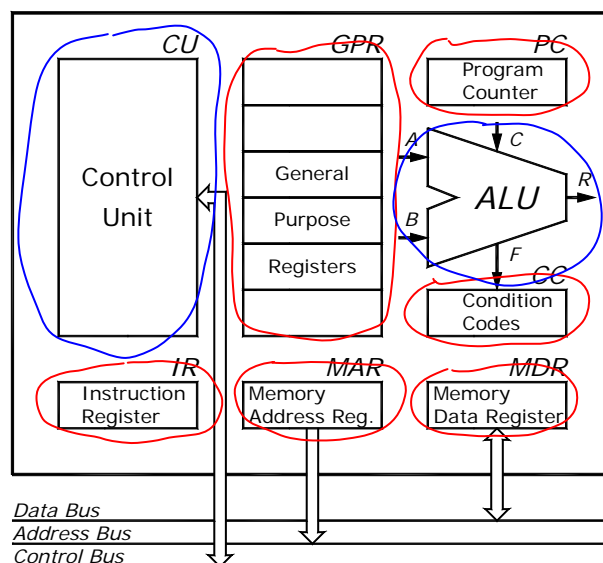 CU
GPR
PC
Program
Counter
A
C
R
General
Control
Unit
Purpose
ALU
B
Registers
F
CC
Condition
Codes
IR
MAR
MDR
Instruction
Register
Memory
Address Reg.
Memory
Data Register
Data Bus
Address Bus
Control Bus